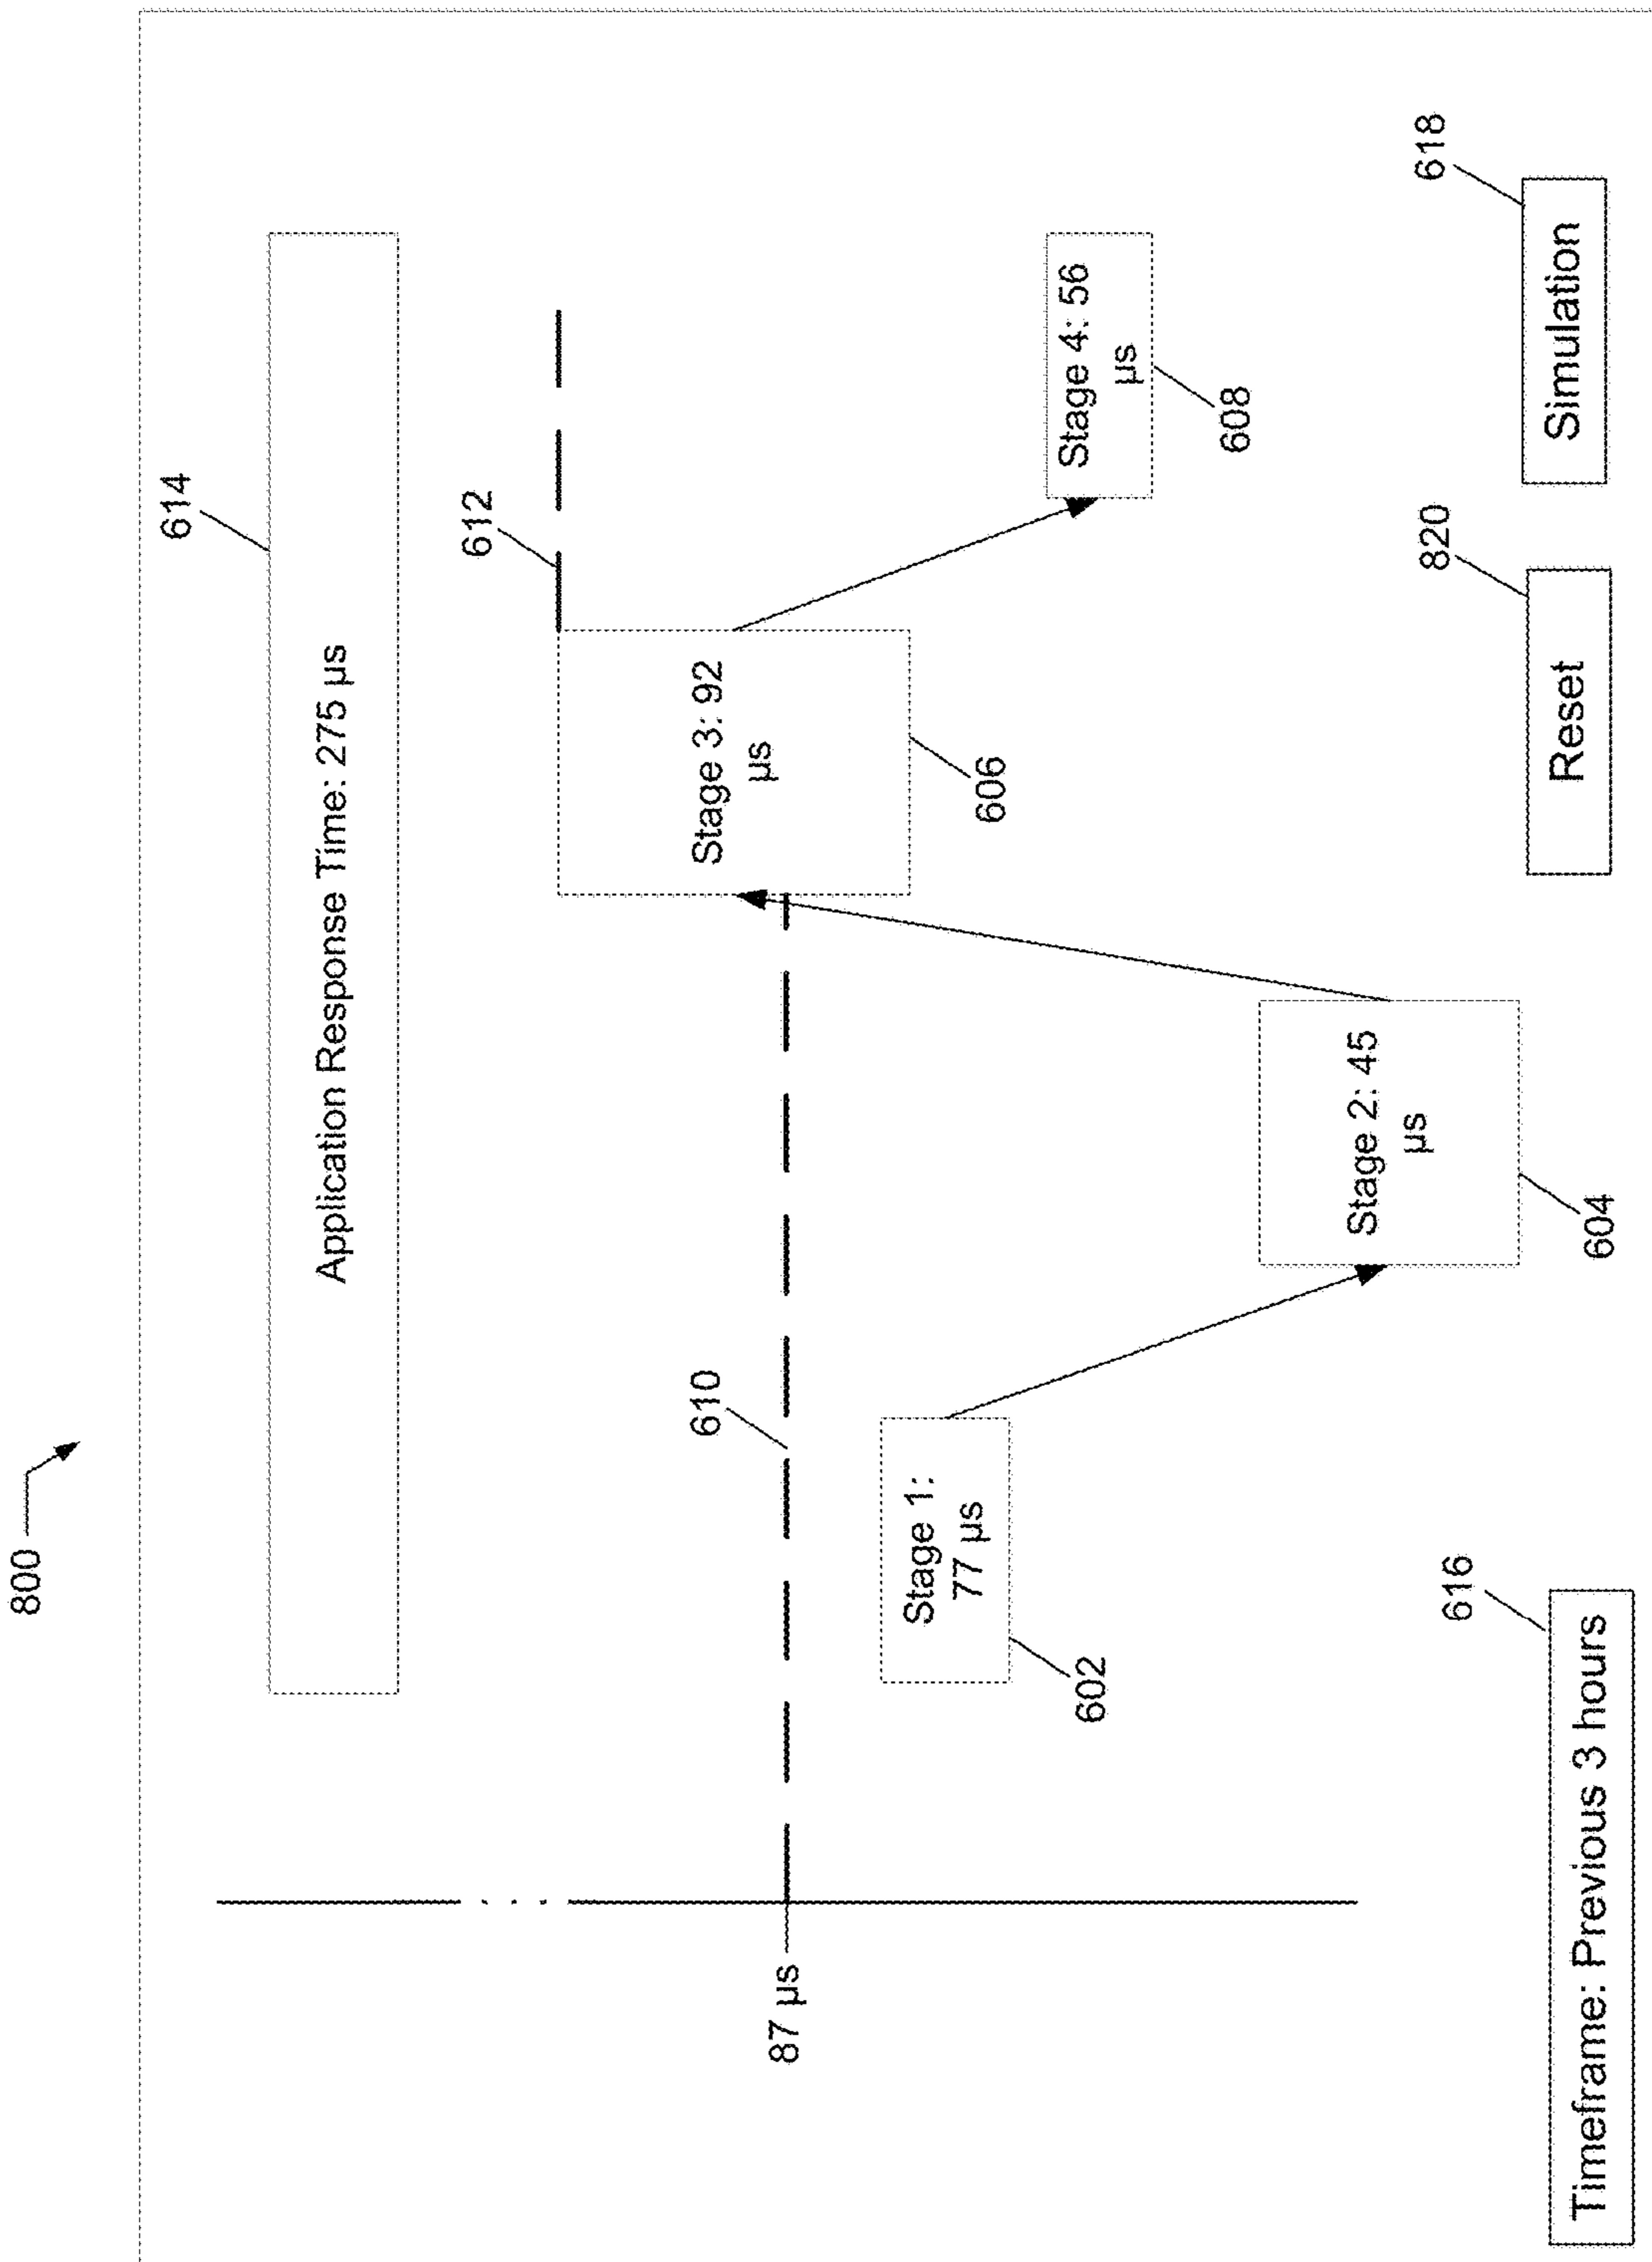 800
614
Application Response Time: 275 µs
612
610
87 µs
Stage 3: 92
µs
606
Stage 1:
77 µs
602
Stage 4: 56
µs
608
Stage 2: 45
µs
604
616
Timeframe: Previous 3 hours
820
Reset
618
Simulation